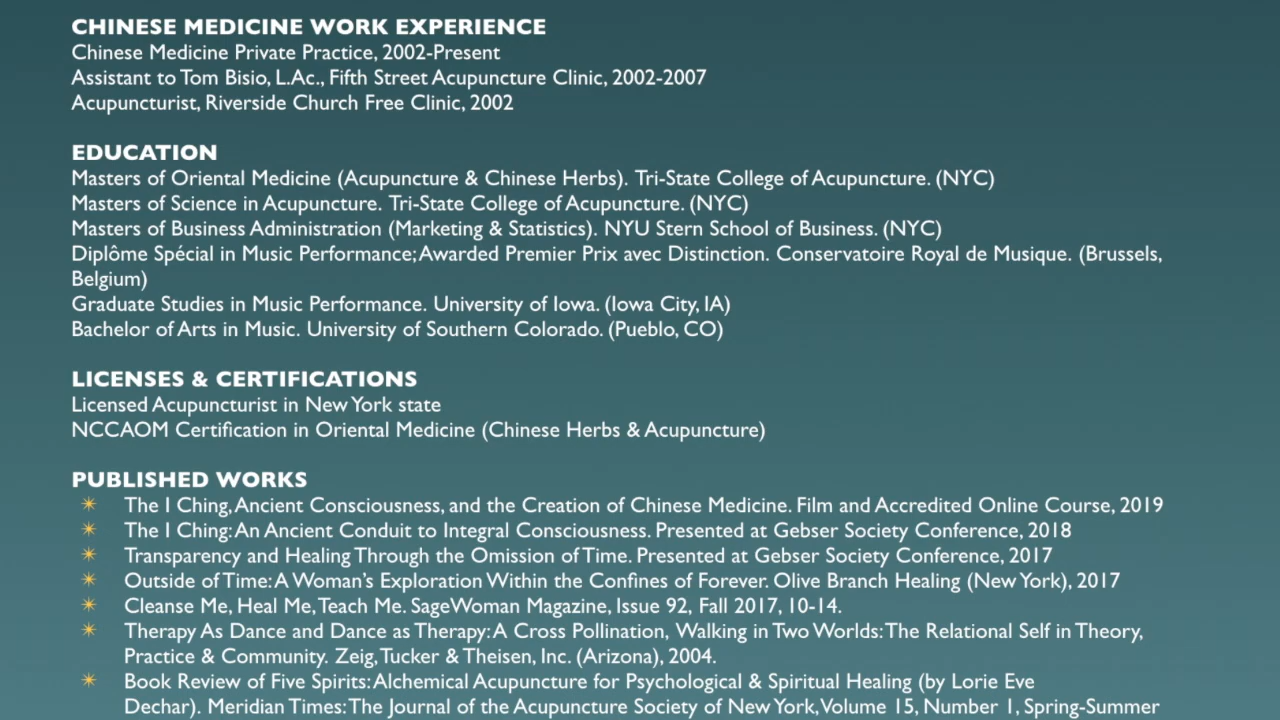 CHINESE MEDICINE WORK EXPERIENCE
Chinese Medicine Private Practice, 2002-Present
Assistant to Tom Bisio, L.Ac., Fifth Street Acupuncture Clinic, 2002-2007
Acupuncturist, Riverside Church Free Clinic, 2002
EDUCATION
Masters of Oriental Medicine (Acupuncture & Chinese Herbs). Tri-State College of Acupuncture. (NYC)
Masters of Science in Acupuncture. Tri-State College of Acupuncture. (NYC)
Masters of Business Administration (Marketing & Statistics). NYU Stern School of Business. (NYC)
Diplôme Spécial in Music Performance; Awarded Premier Prix avec Distinction. Conservatoire Royal de Musique. (Brussels,
Belgium)
Graduate Studies in Music Performance. University of Iowa. (Iowa City, IA)
Bachelor of Arts in Music. University of Southern Colorado. (Pueblo, CO)
LICENSES & CERTIFICATIONS
Licensed Acupuncturist in New York state
NCCAOM Certification in Oriental Medicine (Chinese Herbs & Acupuncture)
PUBLISHED WORKS
The I Ching, Ancient Consciousness, and the Creation of Chinese Medicine. Film and Accredited Online Course, 2019
The I Ching: An Ancient Conduit to Integral Consciousness. Presented at Gebser Society Conference, 2018
Transparency and Healing Through the Omission of Time. Presented at Gebser Society Conference, 2017
Outside of Time: A Woman's Exploration Within the Confines of Forever. Olive Branch Healing (New York), 2017
Cleanse Me, Heal Me, Teach Me. SageWoman Magazine, Issue 92, Fall 2017, 10-14.
Therapy As Dance and Dance as Therapy: A Cross Pollination, Walking in Two Worlds: The Relational Self in Theory,
Practice & Community. Zeig, Tucker & Theisen, Inc. (Arizona), 2004.
Book Review of Five Spirits: Alchemical Acupuncture for Psychological & Spiritual Healing (by Lorie Eve
Dechar). Meridian Times: The Journal of the Acupuncture Society of New York, Volume 15, Number 1, Spring-Summer